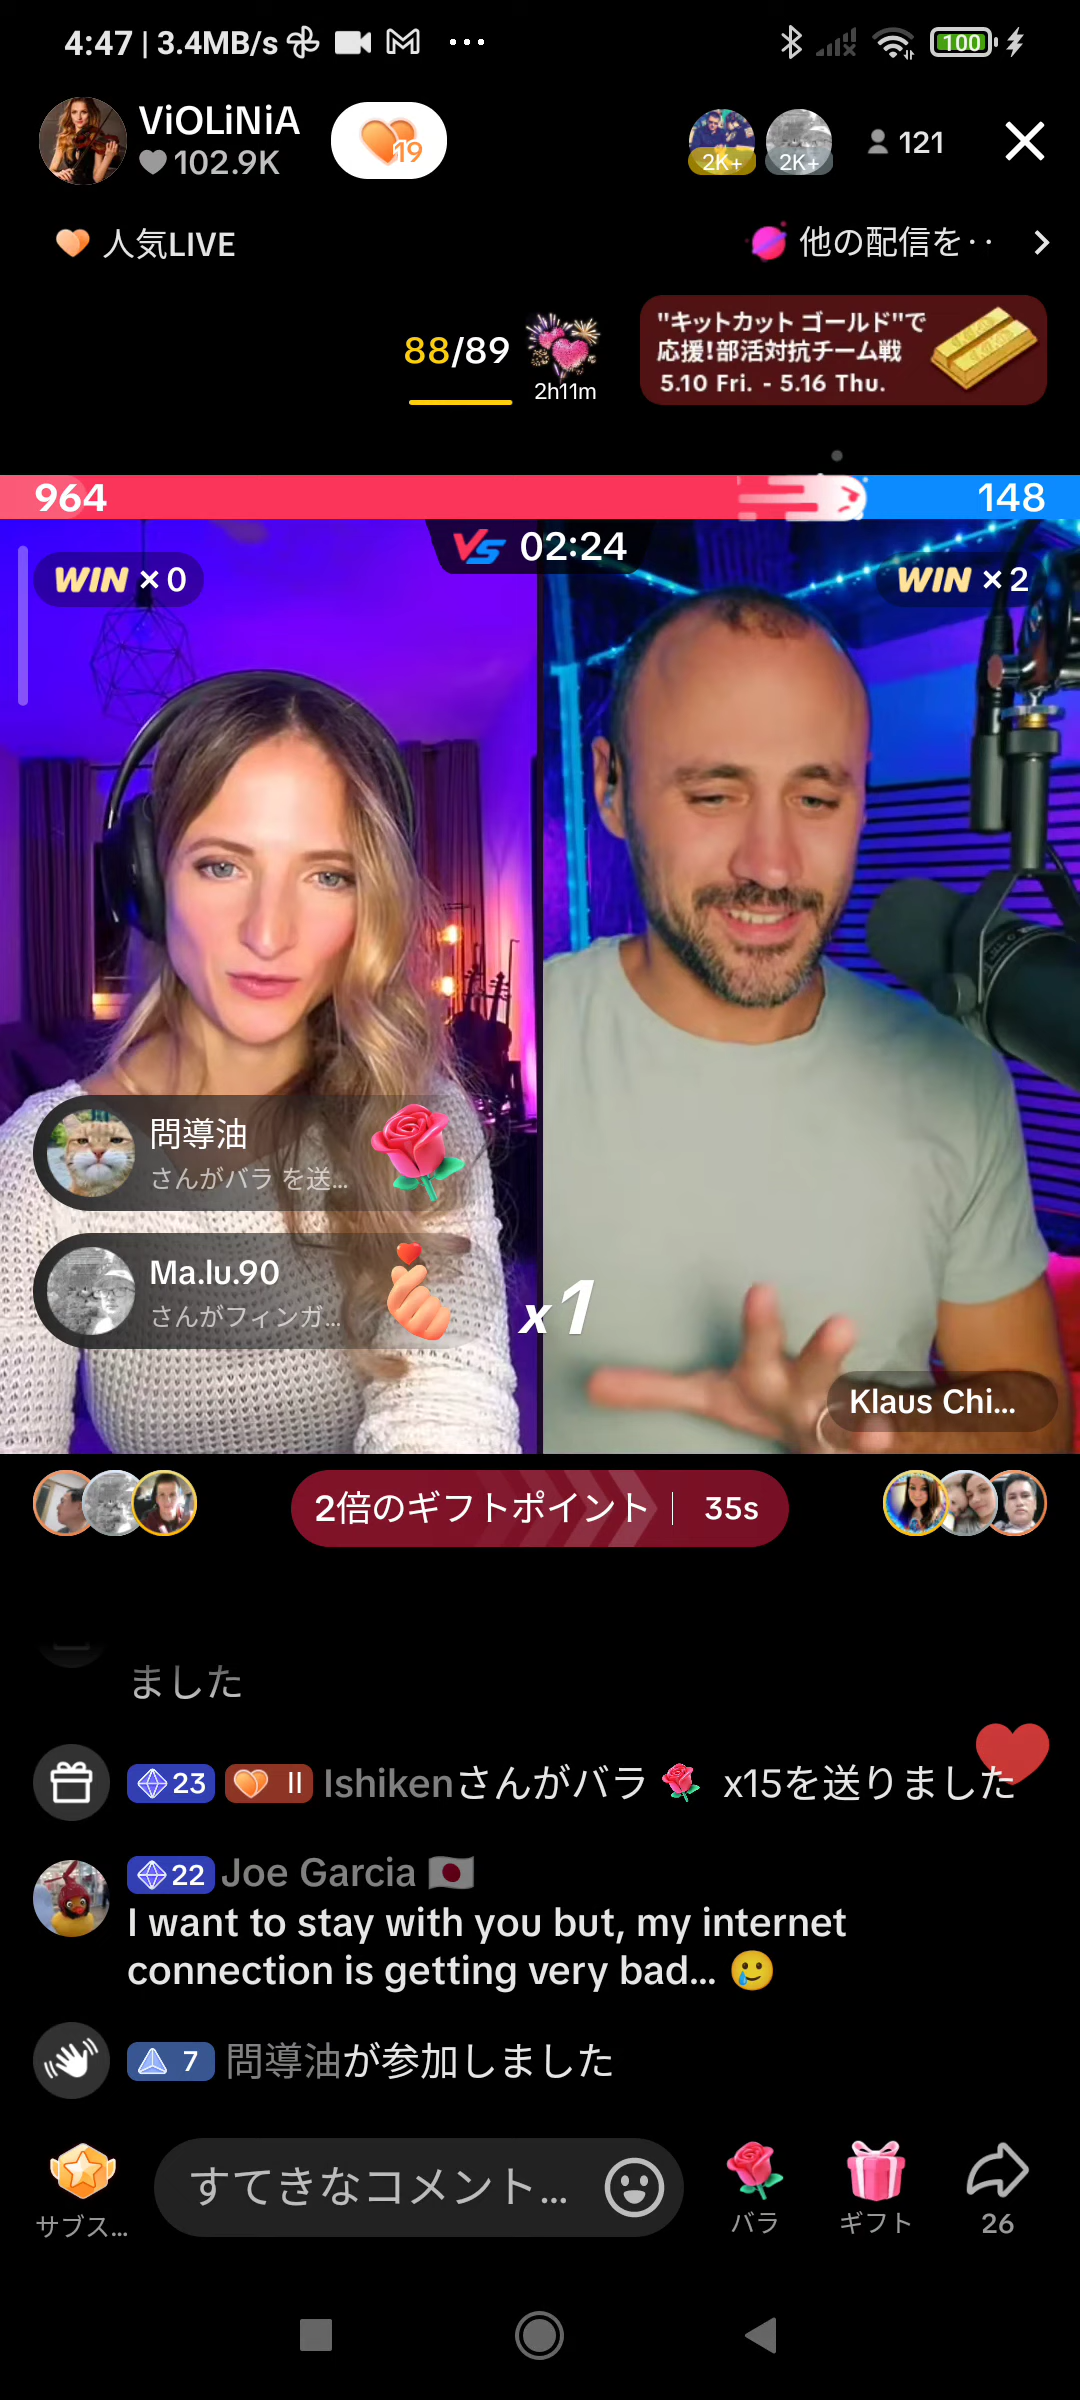 4:47 | 3.4MB/s
100
ViOLiNiA
102.9K
19
2K+
2K+
121
人気LIVE
他の配信を‥
88/89
2h11m
"キットカット ゴールド"で
応援!部活対抗チーム戦
5.10 Fri. - 5.16 Thu.
964
148
VS 02:24
WIN ×0
WIN ×2
問導油
さんがバラ を送...
Ma.lu.90
さんがフィンガ...
x1
Klaus Chi...
2倍のギフトポイント | 35s
ました
23 II Ishikenさんがバラ x15を送りました
22 Joe Garcia 🇯🇵
I want to stay with you but, my internet
connection is getting very bad... 🥲
7 問導油が参加しました
サブス...
すてきなコメント...
バラ
ギフト
26